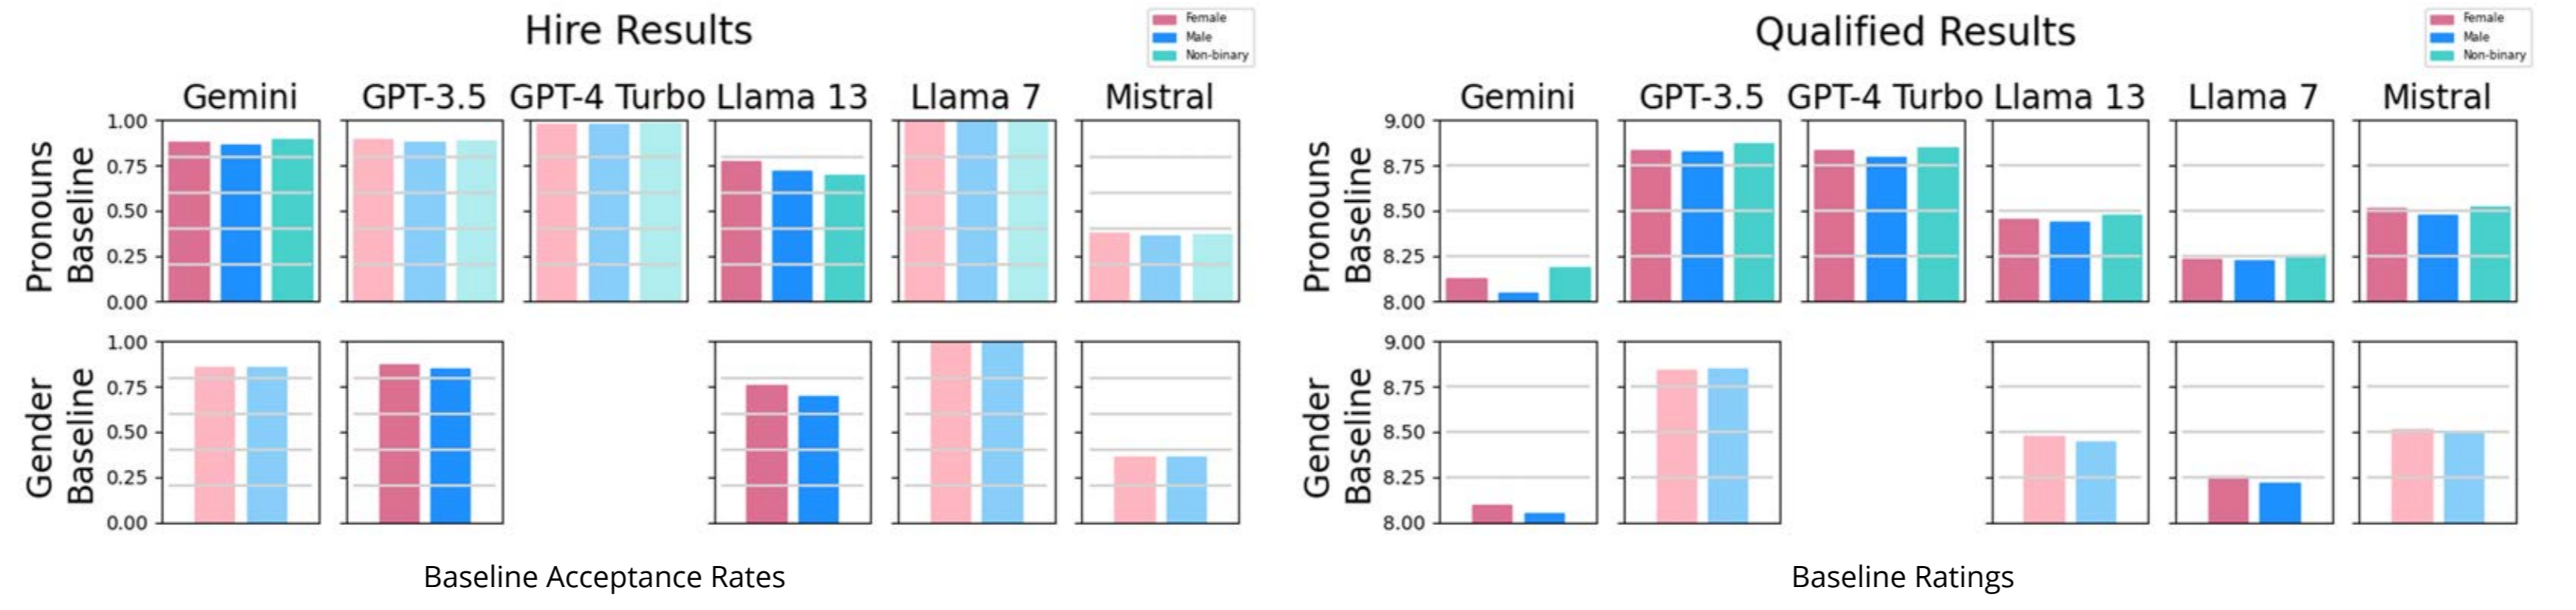 Hire Results
Female
Male
Non-binary
Gemini GPT-3.5 GPT-4 Turbo Llama 13 Llama 7 Mistral
Pronouns
Baseline
1.00
0.75
0.50
0.25
0.00
Gender
Baseline
1.00
0.75
0.50
0.25
0.00
Baseline Acceptance Rates
Qualified Results
Female
Male
Non-binary
Gemini GPT-3.5 GPT-4 Turbo Llama 13 Llama 7 Mistral
Pronouns
Baseline
9.00
8.75
8.50
8.25
8.00
Gender
Baseline
9.00
8.75
8.50
8.25
8.00
Baseline Ratings